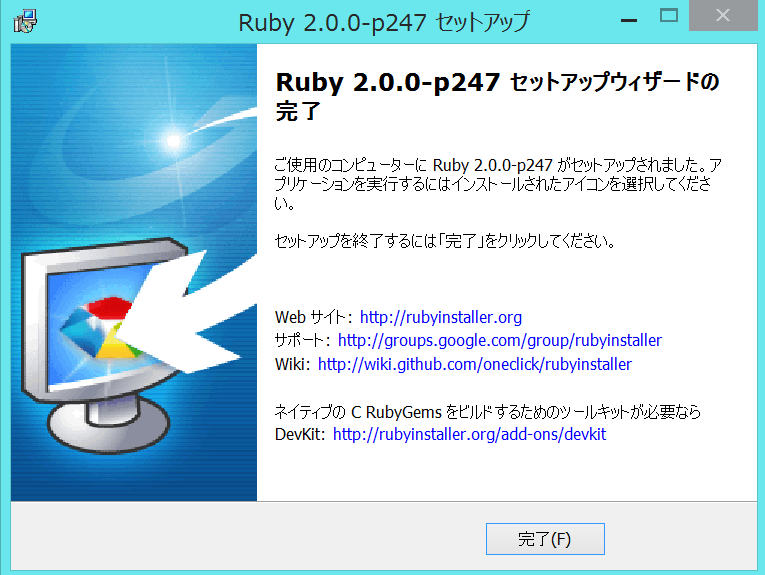 Ruby 2.0.0-p247 セットアップ
Ruby 2.0.0-p247 セットアップウィザードの
完了
ご使用のコンピューターに Ruby 2.0.0-p247 がセットアップされました。ア
プリケーションを実行するにはインストールされたアイコンを選択してくださ
い。
セットアップを終了するには「完了」をクリックしてください。
Web サイト: http://rubyinstaller.org
サポート: http://groups.google.com/group/rubyinstaller
Wiki: http://wiki.github.com/oneclick/rubyinstaller
ネイティブの C RubyGems をビルドするためのツールキットが必要なら
DevKit: http://rubyinstaller.org/add-ons/devkit
完了(F)